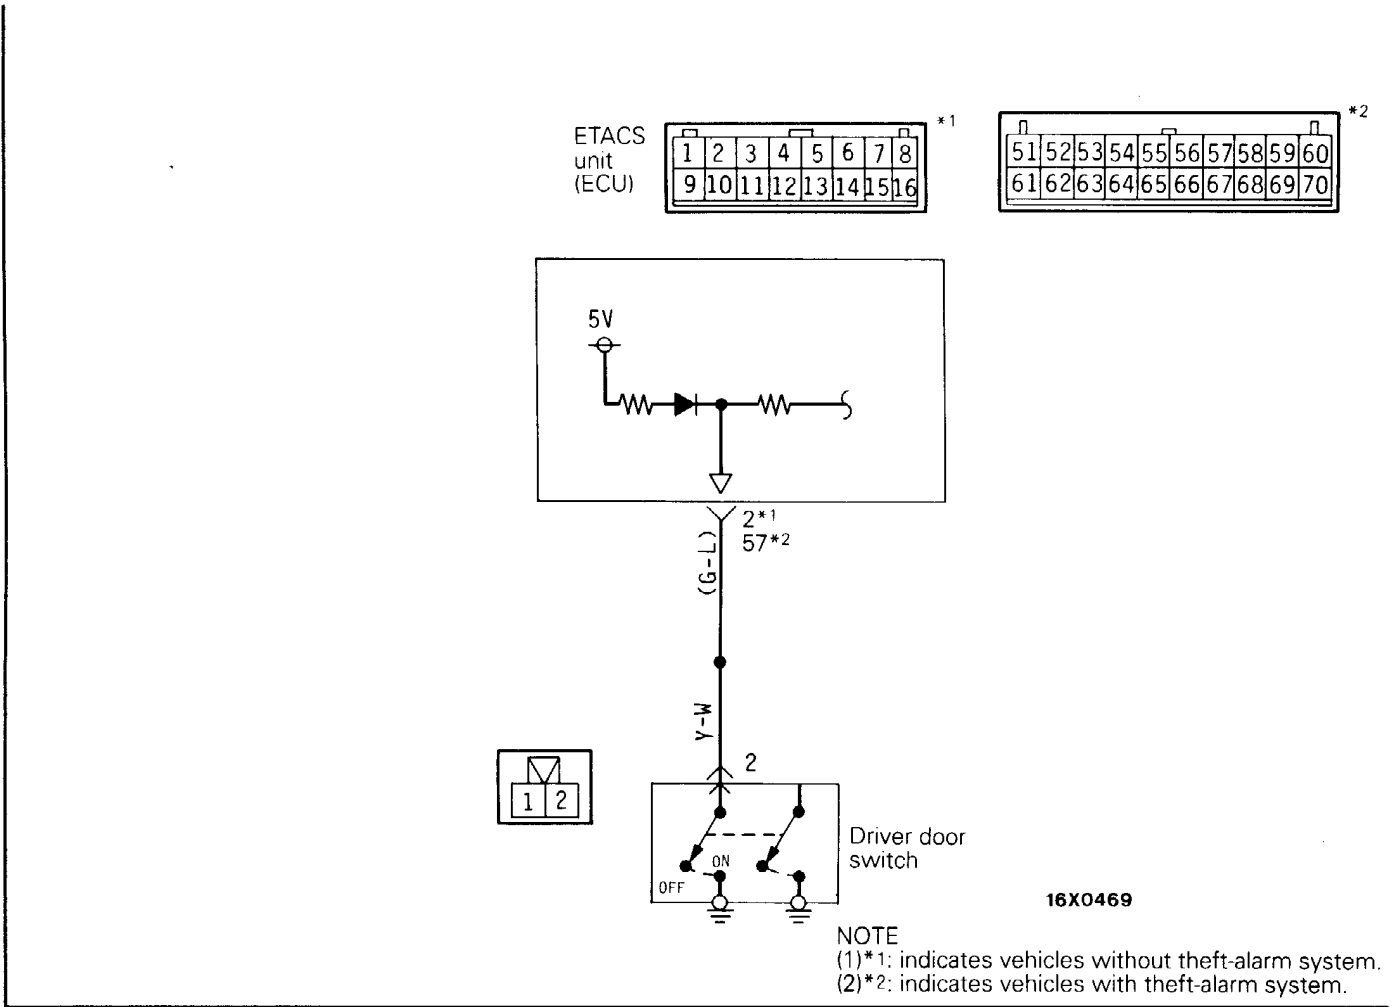 ETACS
unit
(ECU)
*1
1 2 3 4 5 6 7 8
9 10 11 12 13 14 15 16
*2
51 52 53 54 55 56 57 58 59 60
61 62 63 64 65 66 67 68 69 70
5V
2*1
57*2
(G-L)
Y-W
2
1 2
ON
OFF
Driver door
switch
16X0469
NOTE
(1)*1: indicates vehicles without theft-alarm system.
(2)*2: indicates vehicles with theft-alarm system.